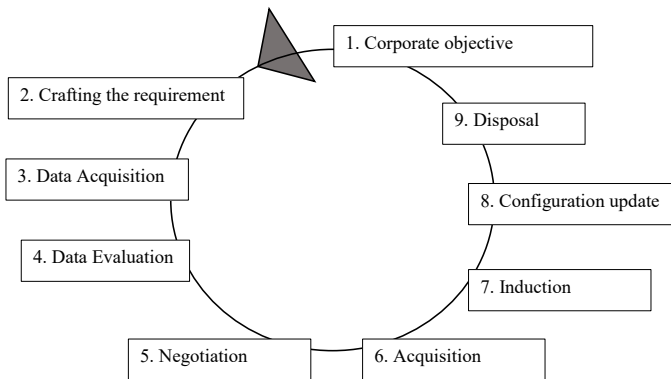 1. Corporate objective
2. Crafting the requirement
3. Data Acquisition
4. Data Evaluation
5. Negotiation
6. Acquisition
7. Induction
8. Configuration update
9. Disposal